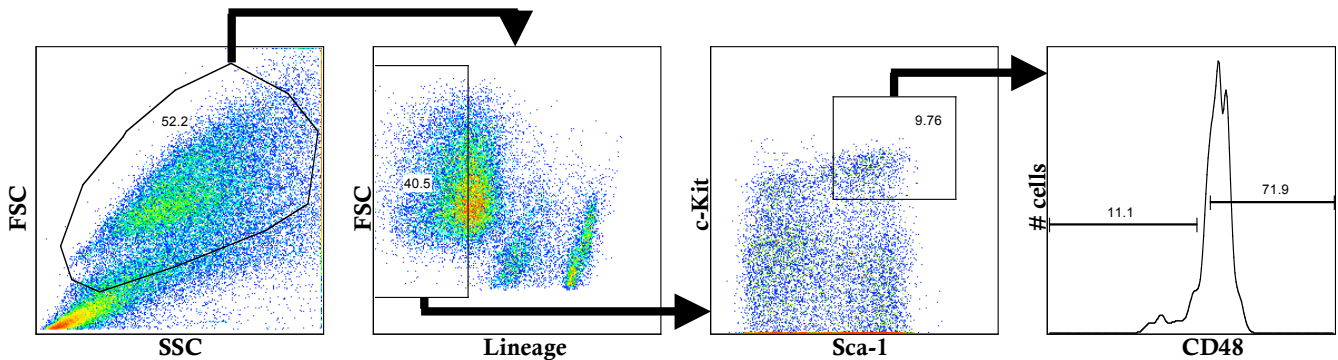 FSC
52.2
SSC
FSC
40.5
Lineage
c-Kit
9.76
Sca-1
# cells
11.1
71.9
CD48